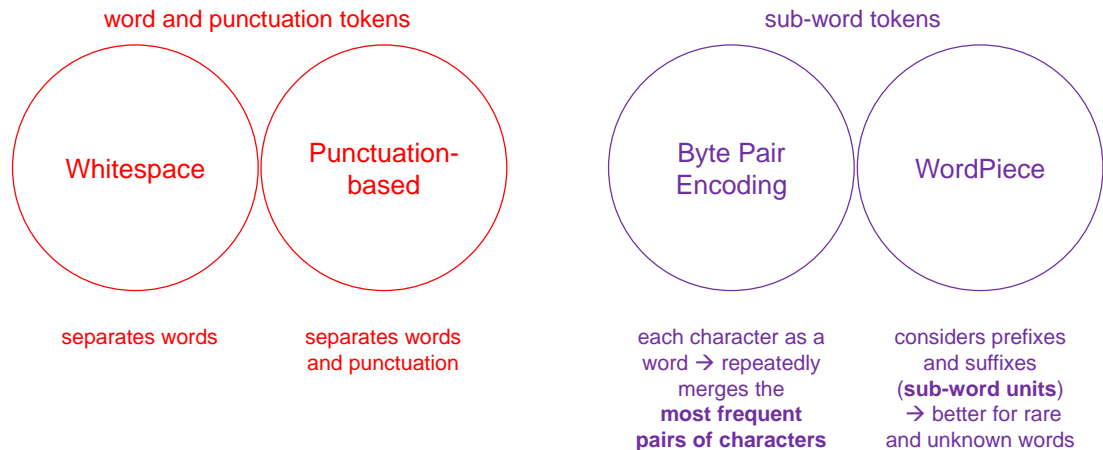 word and punctuation tokens
sub-word tokens
Whitespace
Punctuation-
based
Byte Pair
Encoding
WordPiece
separates words
separates words
and punctuation
each character as a
word → repeatedly
merges the
most frequent
pairs of characters
considers prefixes
and suffixes
(sub-word units)
→ better for rare
and unknown words